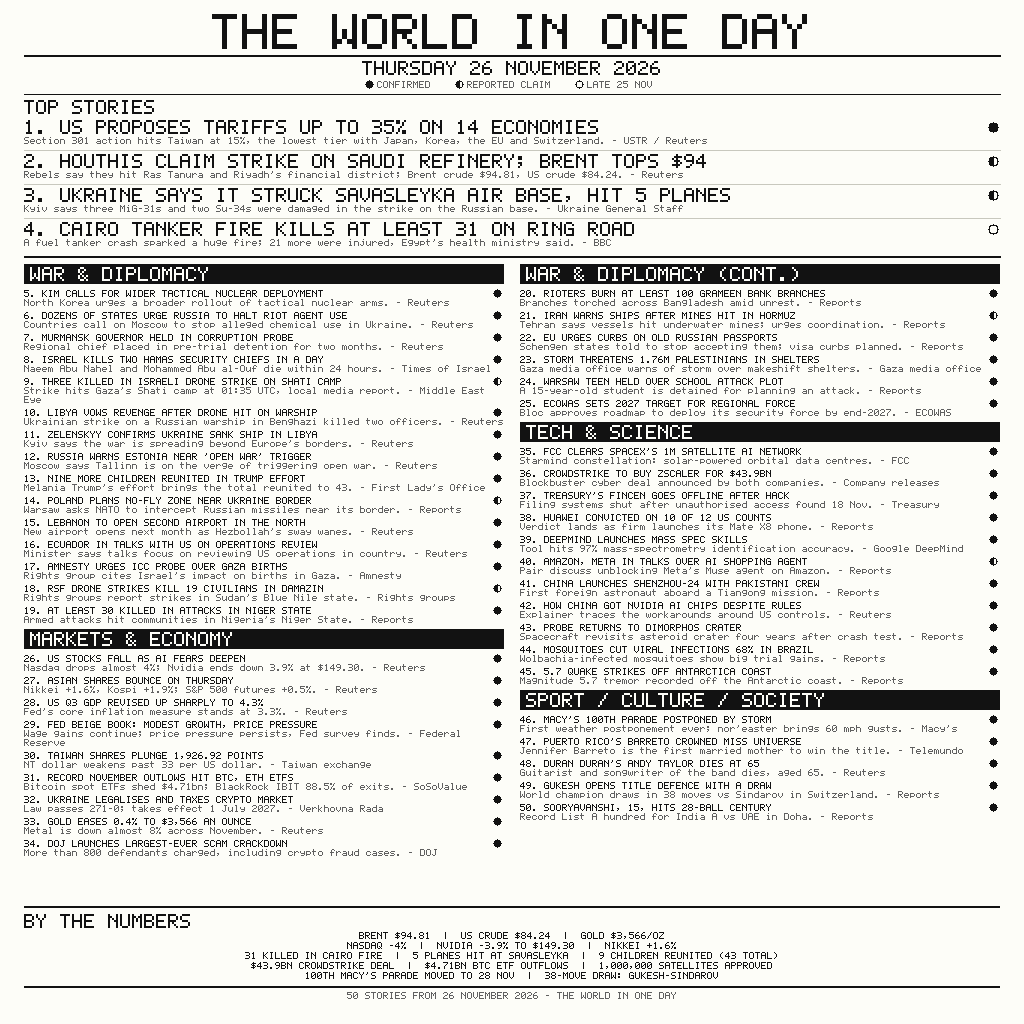 THE WORLD IN ONE DAY
THURSDAY 26 NOVEMBER 2026
CONFIRMED REPORTED CLAIM LATE 25 NOV
TOP STORIES
1. US PROPOSES TARIFFS UP TO 35% ON 14 ECONOMIES
Section 301 action hits Taiwan at 15%, the lowest tier with Japan, Korea, the EU and Switzerland. - USTR / Reuters
2. HOUTHIS CLAIM STRIKE ON SAUDI REFINERY; BRENT TOPS $94
Rebels say they hit Ras Tanura and Riyadh's financial district; Brent crude $94.81, US crude $84.24. - Reuters
3. UKRAINE SAYS IT STRUCK SAVASLEYKA AIR BASE, HIT 5 PLANES
Kyiv says three MiG-31s and two Su-34s were damaged in the strike on the Russian base. - Ukraine General Staff
4. CAIRO TANKER FIRE KILLS AT LEAST 31 ON RING ROAD
A fuel tanker crash sparked a huge fire; 21 more were injured, Egypt's health ministry said. - BBC
WAR & DIPLOMACY
5. KIM CALLS FOR WIDER TACTICAL NUCLEAR DEPLOYMENT
North Korea urges a broader rollout of tactical nuclear arms. - Reuters
6. DOZENS OF STATES URGE RUSSIA TO HALT RIOT AGENT USE
Countries call on Moscow to stop alleged chemical use in Ukraine. - Reuters
7. MURMANSK GOVERNOR HELD IN CORRUPTION PROBE
Regional chief placed in pre-trial detention for two months. - Reuters
8. ISRAEL KILLS TWO HAMAS SECURITY CHIEFS IN A DAY
Naeem Abu Nahel and Mohammed Abu al-Ouf die within 24 hours. - Times of Israel
9. THREE KILLED IN ISRAELI DRONE STRIKE ON SHATI CAMP
Strike hits Gaza's Shati camp at 01:35 UTC, local media report. - Middle East
Eye
10. LIBYA VOWS REVENGE AFTER DRONE HIT ON WARSHIP
Ukrainian strike on a Russian warship in Benghazi killed two officers. - Reuters
11. ZELENSKYY CONFIRMS UKRAINE SANK SHIP IN LIBYA
Kyiv says the war is spreading beyond Europe's borders. - Reuters
12. RUSSIA WARNS ESTONIA NEAR 'OPEN WAR' TRIGGER
Moscow says Tallinn is on the verge of triggering open war. - Reuters
13. NINE MORE CHILDREN REUNITED IN TRUMP EFFORT
Melania Trump's effort brings the total reunited to 43. - First Lady's Office
14. POLAND PLANS NO-FLY ZONE NEAR UKRAINE BORDER
Warsaw asks NATO to intercept Russian missiles near its border. - Reports
15. LEBANON TO OPEN SECOND AIRPORT IN THE NORTH
New airport opens next month as Hezbollah's sway wanes. - Reuters
16. ECUADOR IN TALKS WITH US ON OPERATIONS REVIEW
Minister says talks focus on reviewing US operations in country. - Reuters
17. AMNESTY URGES ICC PROBE OVER GAZA BIRTHS
Rights group cites Israel's impact on births in Gaza. - Amnesty
18. RSF DRONE STRIKES KILL 19 CIVILIANS IN DAMAZIN
Rights groups report strikes in Sudan's Blue Nile state. - Rights groups
19. AT LEAST 30 KILLED IN ATTACKS IN NIGER STATE
Armed attacks hit communities in Nigeria's Niger State. - Reports
MARKETS & ECONOMY
26. US STOCKS FALL AS AI FEARS DEEPEN
Nasdaq drops almost 4%; Nvidia ends down 3.9% at $149.30. - Reuters
27. ASIAN SHARES BOUNCE ON THURSDAY
Nikkei +1.6%, Kospi +1.9%; S&P 500 futures +0.5%. - Reuters
28. US Q3 GDP REVISED UP SHARPLY TO 4.3%
Fed's core inflation measure stands at 3.3%. - Reuters
29. FED BEIGE BOOK: MODEST GROWTH, PRICE PRESSURE
Wage gains continue; price pressure persists, Fed survey finds. - Federal
Reserve
30. TAIWAN SHARES PLUNGE 1,926.92 POINTS
NT dollar weakens past 33 per US dollar. - Taiwan exchange
31. RECORD NOVEMBER OUTLOWS HIT BTC, ETH ETFS
Bitcoin spot ETFs shed $4.71bn; BlackRock IBIT 88.5% of exits. - SoSoValue
32. UKRAINE LEGALISES AND TAXES CRYPTO MARKET
Law passes 271-0; takes effect 1 July 2027. - Verkhovna Rada
33. GOLD EASES 0.4% TO $3,566 AN OUNCE
Metal is down almost 8% across November. - Reuters
34. DOJ LAUNCHES LARGEST-EVER SCAM CRACKDOWN
More than 800 defendants charged, including crypto fraud cases. - DOJ
WAR & DIPLOMACY (CONT.)
20. RIOTERS BURN AT LEAST 100 GRAMEEN BANK BRANCHES
Branches torched across Bangladesh amid unrest. - Reports
21. IRAN WARNS SHIPS AFTER MINES HIT IN HORMUZ
Tehran says vessels hit underwater mines; urges coordination. - Reports
22. EU URGES CURBS ON OLD RUSSIAN PASSPORTS
Schengen states told to stop accepting them; visa curbs planned. - Reports
23. STORM THREATENS 1.76M PALESTINIANS IN SHELTERS
Gaza media office warns of storm over makeshift shelters. - Gaza media office
24. WARSAW TEEN HELD OVER SCHOOL ATTACK PLOT
A 15-year-old student is detained for planning an attack. - Reports
25. ECOWAS SETS 2027 TARGET FOR REGIONAL FORCE
Bloc approves roadmap to deploy its security force by end-2027. - ECOWAS
TECH & SCIENCE
35. FCC CLEARS SPACEX'S 1M SATELLITE AI NETWORK
Starmind constellation: solar-powered orbital data centres. - FCC
36. CROWDSTRIKE TO BUY ZSCALER FOR $43.9BN
Blockbuster cyber deal announced by both companies. - Company releases
37. TREASURY'S FINCEN GOES OFFLINE AFTER HACK
Filing systems shut after unauthorised access found 18 Nov. - Treasury
38. HUAWEI CONVICTED ON 10 OF 12 US COUNTS
Verdict lands as firm launches its Mate X8 phone. - Reports
39. DEEPMIND LAUNCHES MASS SPEC SKILLS
Tool hits 97% mass-spectrometry identification accuracy. - Google DeepMind
40. AMAZON, META IN TALKS OVER AI SHOPPING AGENT
Pair discuss unblocking Meta's Muse agent on Amazon. - Reports
41. CHINA LAUNCHES SHENZHOU-24 WITH PAKISTANI CREW
First foreign astronaut aboard a Tiangong mission. - Reports
42. HOW CHINA GOT NVIDIA AI CHIPS DESPITE RULES
Explainer traces the workarounds around US controls. - Reuters
43. PROBE RETURNS TO DIMORPHOS CRATER
Spacecraft revisits asteroid crater four years after crash test. - Reports
44. MOSQUITOES CUT VIRAL INFECTIONS 68% IN BRAZIL
Wolbachia-infected mosquitoes show big trial gains. - Reports
45. 5.7 QUAKE STRIKES OFF ANTARCTICA COAST
Magnitude 5.7 tremor recorded off the Antarctic coast. - Reports
SPORT / CULTURE / SOCIETY
46. MACY'S 100TH PARADE POSTPONED BY STORM
First weather postponement ever; nor'easter brings 60 mph gusts. - Macy's
47. PUERTO RICO'S BARRETO CROWNED MISS UNIVERSE
Jennifer Barreto is the first married mother to win the title. - Telemundo
48. DURAN DURAN'S ANDY TAYLOR DIES AT 65
Guitarist and songwriter of the band dies, aged 65. - Reuters
49. GUKESH OPENS TITLE DEFENCE WITH A DRAW
World champion draws in 38 moves vs Sindarov in Switzerland. - Reports
50. SOORYAVANSHI, 15, HITS 28-BALL CENTURY
Record List A hundred for India A vs UAE in Doha. - Reports
BY THE NUMBERS
BRENT $94.81 | US CRUDE $84.24 | GOLD $3,566/OZ
NASDAQ -4% | NVIDIA -3.9% TO $149.30 | NIKKEI +1.6%
31 KILLED IN CAIRO FIRE | 5 PLANES HIT AT SAVASLEYKA | 9 CHILDREN REUNITED (43 TOTAL)
$43.9BN CROWDSTRIKE DEAL | $4.71BN BTC ETF OUTFLOWS | 1,000,000 SATELLITES APPROVED
100TH MACY'S PARADE MOVED TO 28 NOV | 38-MOVE DRAW: GUKESH-SINDAROV
50 STORIES FROM 26 NOVEMBER 2026 - THE WORLD IN ONE DAY